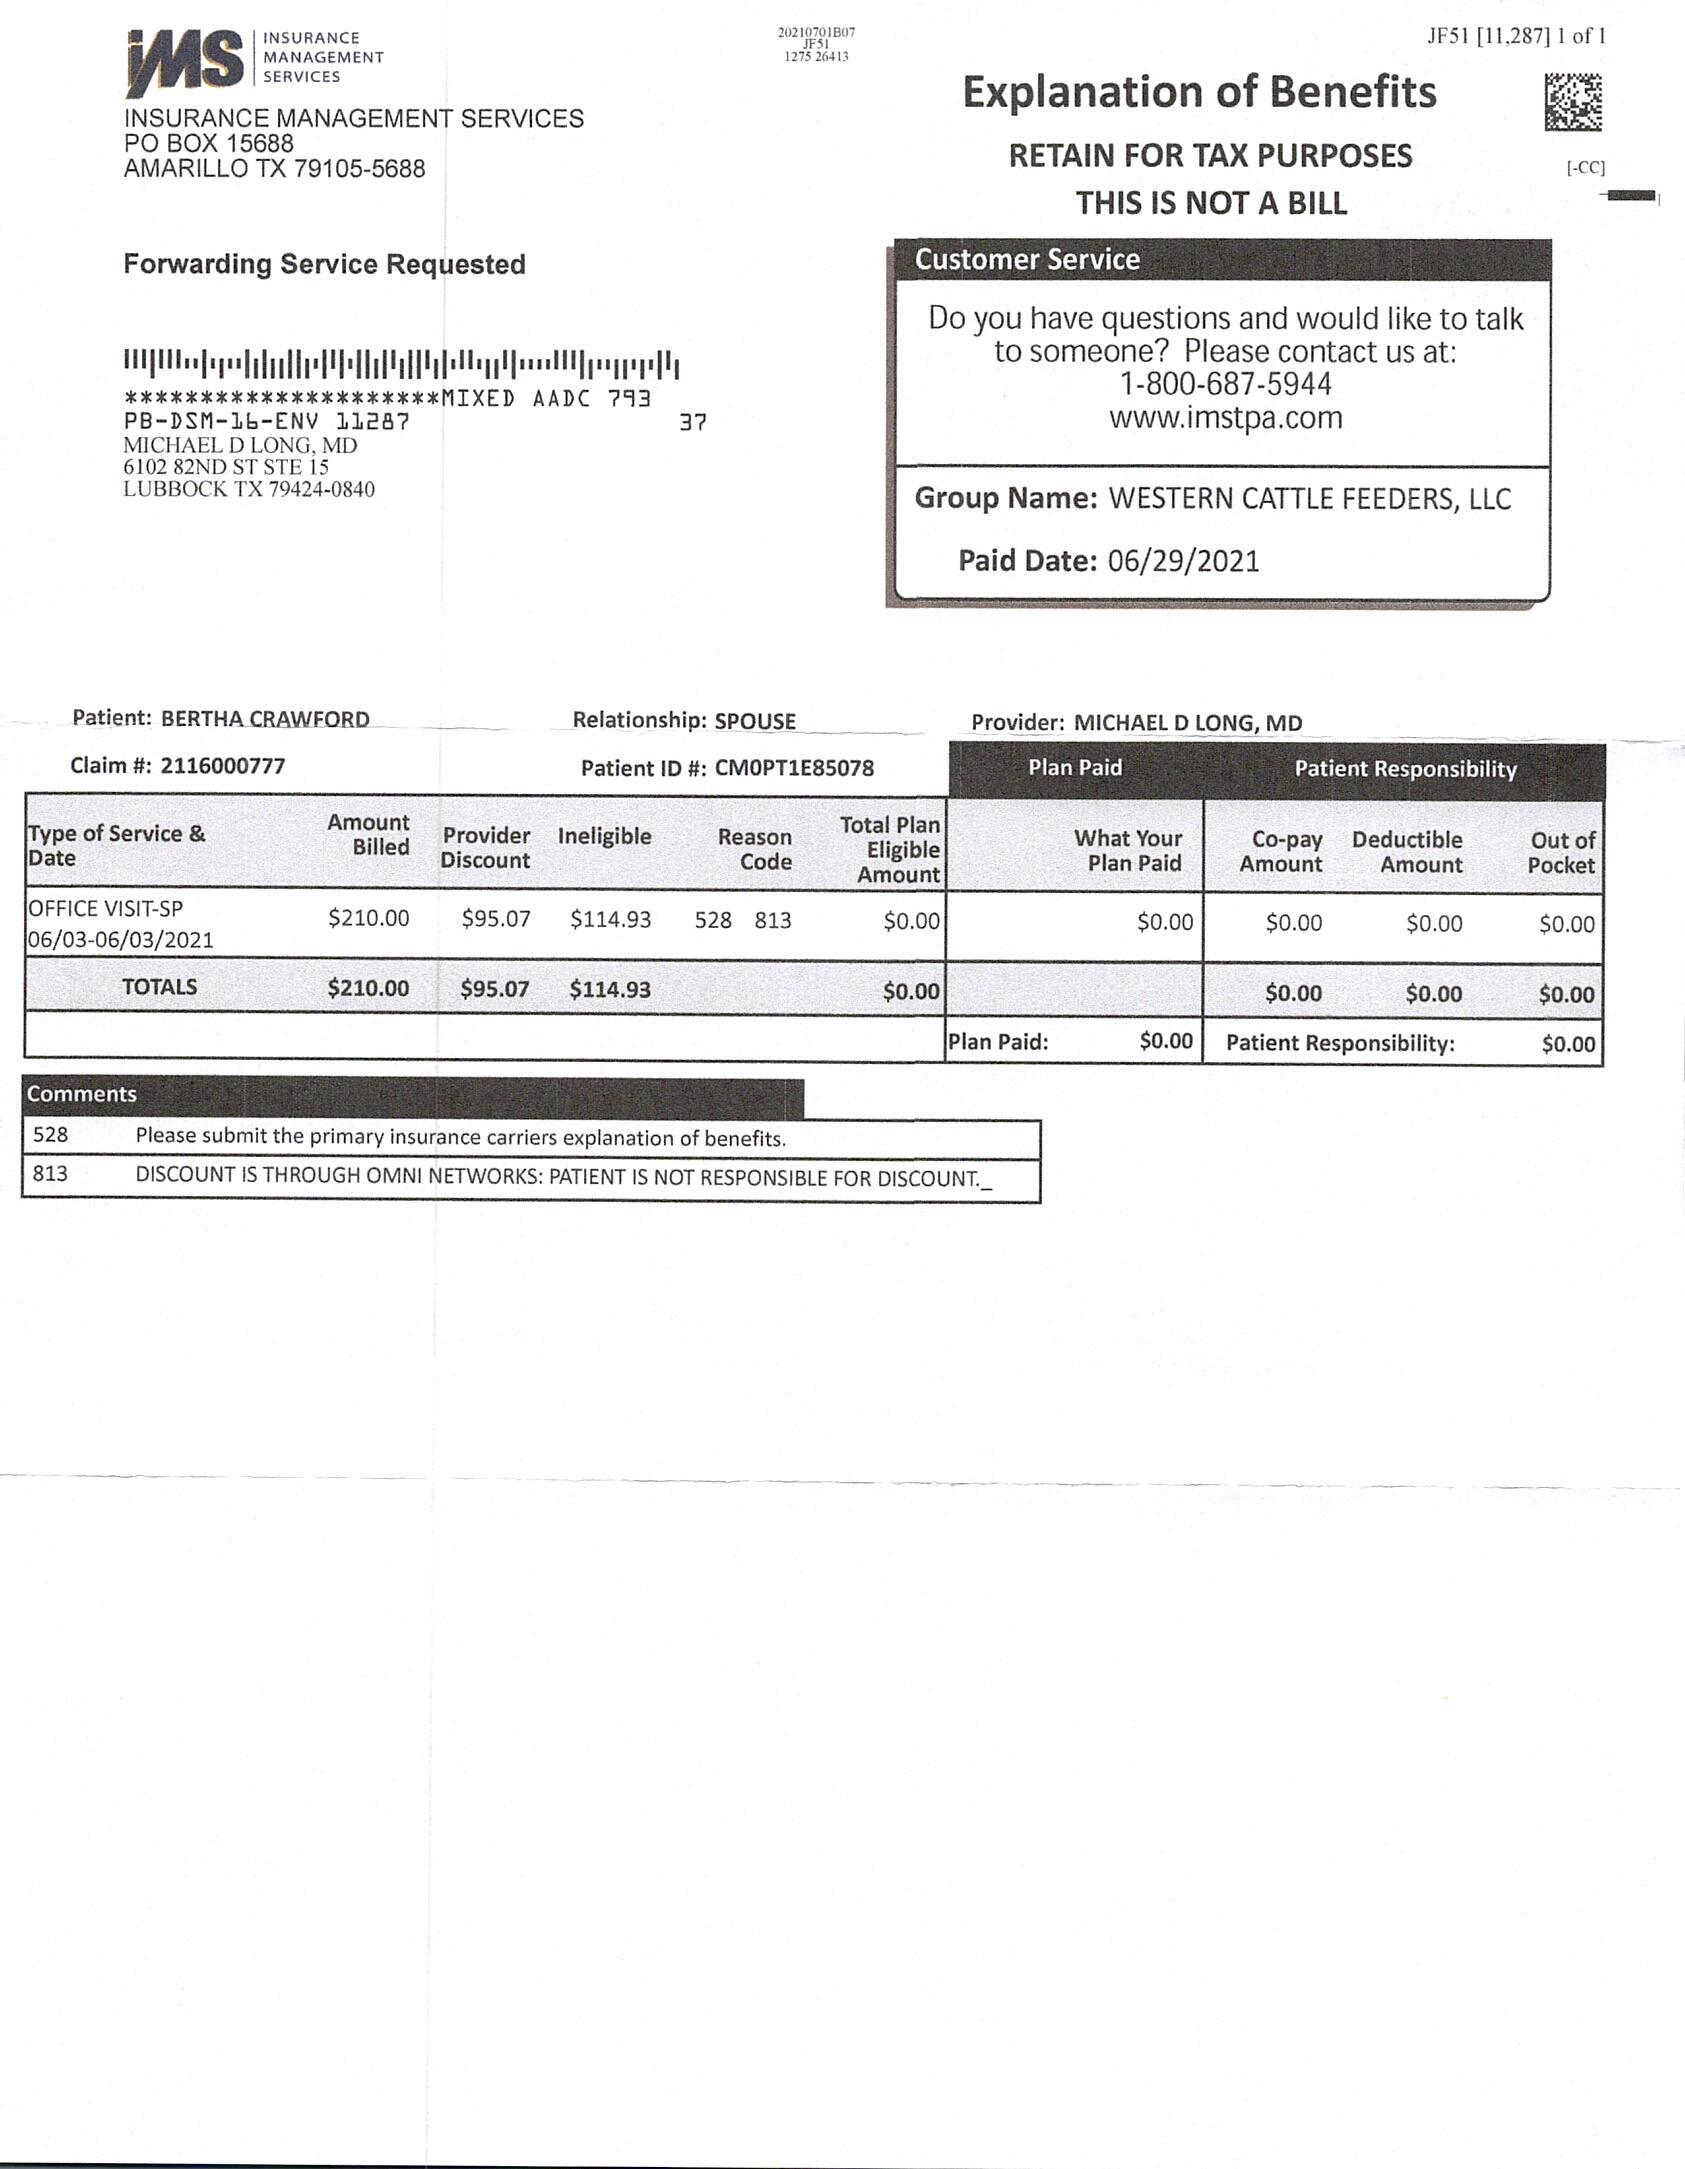 iMS INSURANCE
MANAGEMENT
SERVICES
INSURANCE MANAGEMENT SERVICES
PO BOX 15688
AMARILLO TX 79105-5688
20210701B07
JF51
1275 26413
JF51 [11,287] 1 of 1
Explanation of Benefits
RETAIN FOR TAX PURPOSES
THIS IS NOT A BILL
[-CC]
Forwarding Service Requested
*********************MIXED AADC 793
PB-DSM-16-ENV 11287 37
MICHAEL D LONG, MD
6102 82ND ST STE 15
LUBBOCK TX 79424-0840
Customer Service
Do you have questions and would like to talk
to someone? Please contact us at:
1-800-687-5944
www.imstpa.com
Group Name: WESTERN CATTLE FEEDERS, LLC
Paid Date: 06/29/2021
Patient: BERTHA CRAWFORD Relationship: SPOUSE Provider: MICHAEL D LONG, MD
Claim #: 2116000777 Patient ID #: CM0PT1E85078 Plan Paid Patient Responsibility
Type of Service &
Date
Amount
Billed
Provider
Discount
Ineligible
Reason
Code
Total Plan
Eligible
Amount
What Your
Plan Paid
Co-pay
Amount
Deductible
Amount
Out of
Pocket
OFFICE VISIT-SP
06/03-06/03/2021
$210.00 $95.07 $114.93 528 813 $0.00 $0.00 $0.00 $0.00 $0.00
TOTALS $210.00 $95.07 $114.93 $0.00 $0.00 $0.00 $0.00
Plan Paid: $0.00 Patient Responsibility: $0.00
Comments
528 Please submit the primary insurance carriers explanation of benefits.
813 DISCOUNT IS THROUGH OMNI NETWORKS: PATIENT IS NOT RESPONSIBLE FOR DISCOUNT._